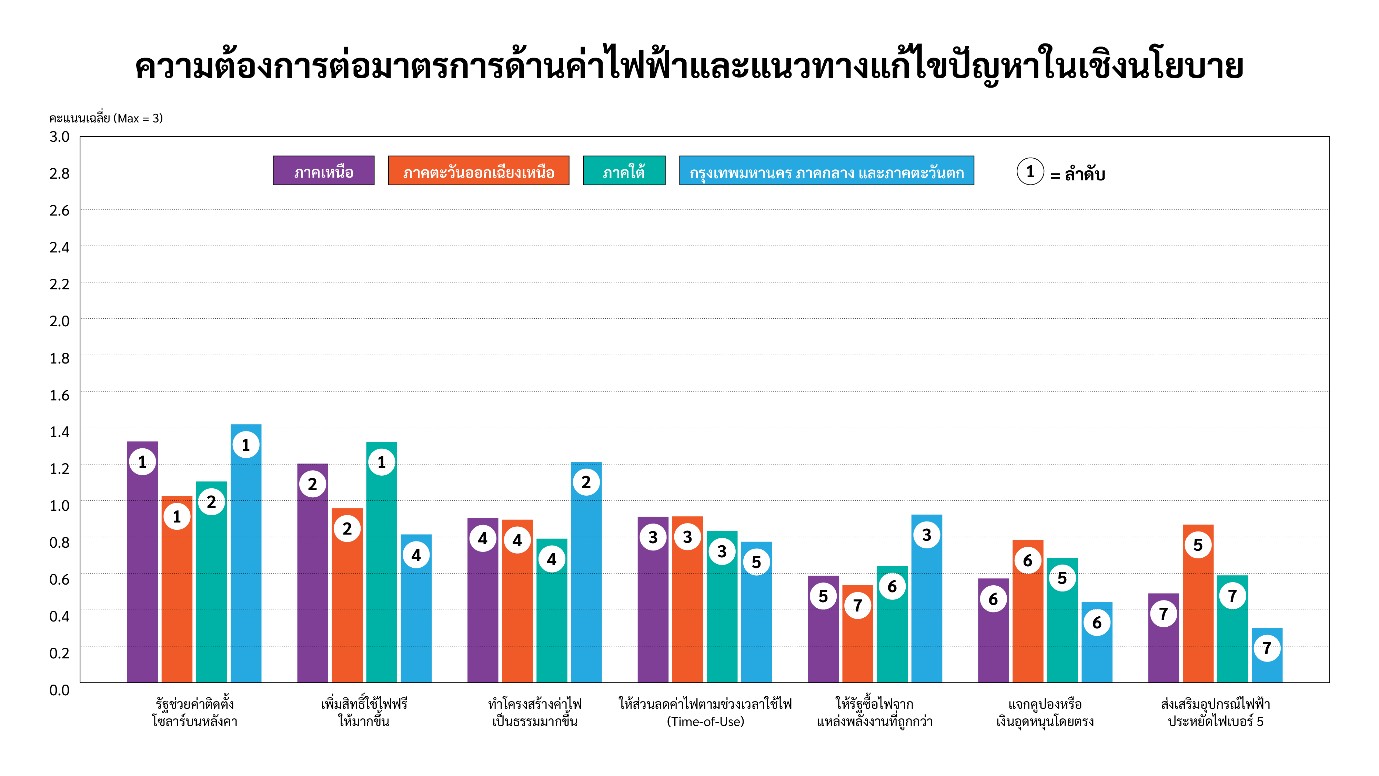 ความต้องการต่อมาตรการด้านค่าไฟฟ้าและแนวทางแก้ไขปัญหาในเชิงนโยบาย
คะแนนเฉลี่ย (Max = 3)
3.0
2.8
2.6
2.4
2.2
2.0
1.8
1.6
1.4
1.2
1.0
0.8
0.6
0.4
0.2
0.0
ภาคเหนือ ภาคตะวันออกเฉียงเหนือ ภาคใต้ กรุงเทพมหานคร ภาคกลาง และภาคตะวันตก 1 = ลำดับ
1 1 2 1
2 2 1 4
4 4 4 2
3 3 3 5
5 7 6 3
6 6 5 6
7 5 7 7
รัฐช่วยค่าติดตั้ง
โซลาร์บนหลังคา
เพิ่มสิทธิ์ใช้ไฟฟรี
ให้มากขึ้น
ทำโครงสร้างค่าไฟ
เป็นธรรมมากขึ้น
ให้ส่วนลดค่าไฟตามช่วงเวลาใช้ไฟ
(Time-of-Use)
ให้รัฐซื้อไฟจาก
แหล่งพลังงานที่ถูกกว่า
แจกคูปองหรือ
เงินอุดหนุนโดยตรง
ส่งเสริมอุปกรณ์ไฟฟ้า
ประหยัดไฟเบอร์ 5